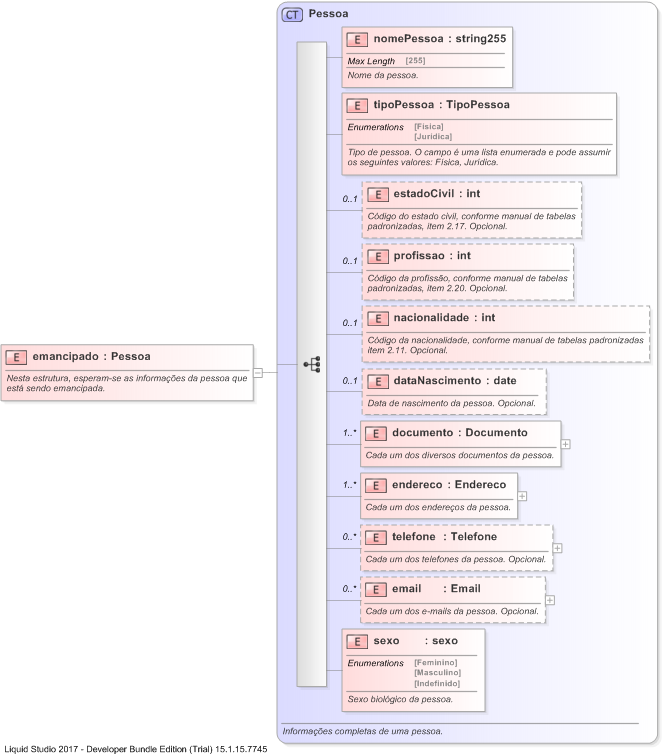 CT Pessoa
E nomePessoa : string255
Max Length [255]
Nome da pessoa.
E tipoPessoa : TipoPessoa
Enumerations [Física]
[Jurídica]
Tipo de pessoa. O campo é uma lista enumerada e pode assumir
os seguintes valores: Física, Jurídica.
0..1
E estadoCivil : int
Código do estado civil, conforme manual de tabelas
padronizadas, item 2.17. Opcional.
0..1
E profissao : int
Código da profissão, conforme manual de tabelas
padronizadas, item 2.20. Opcional.
0..1
E nacionalidade : int
Código da nacionalidade, conforme manual de tabelas padronizadas
item 2.11. Opcional.
E emancipado : Pessoa
Nesta estrutura, esperam-se as informações da pessoa que
está sendo emancipada.
0..1
E dataNascimento : date
Data de nascimento da pessoa. Opcional.
1..*
E documento : Documento
Cada um dos diversos documentos da pessoa.
1..*
E endereco : Endereco
Cada um dos endereços da pessoa.
0..*
E telefone : Telefone
Cada um dos telefones da pessoa. Opcional.
0..*
E email : Email
Cada um dos e-mails da pessoa. Opcional.
E sexo : sexo
Enumerations [Feminino]
[Masculino]
[Indefinido]
Sexo biológico da pessoa.
Informações completas de uma pessoa.
Liquid Studio 2017 - Developer Bundle Edition (Trial) 15.1.15.7745